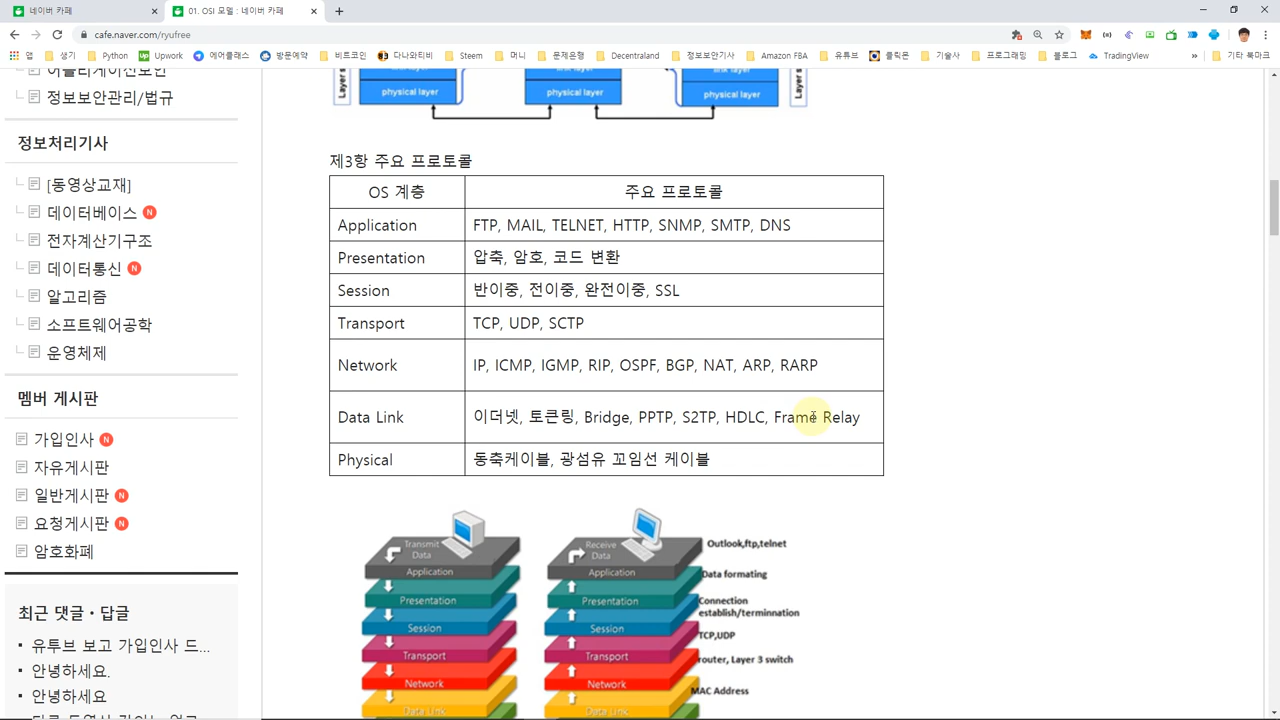 네이버 카페
01. OSI 모델 : 네이버 카페
cafe.naver.com/ryufree
앱
생기
Python
Upwork
에어클래스
방문예약
비트코인
다나와티비
Steem
머니
문제은행
Decentraland
정보보안기사
Amazon FBA
유튜브
클릭몬
기술사
프로그래밍
블로그
TradingView
»
기타 북마크
어플리케이션보안
정보보안관리/법규
정보처리기사
[동영상교재]
데이터베이스 N
전자계산기구조
데이터통신 N
알고리즘
소프트웨어공학
운영체제
멤버 게시판
가입인사 N
자유게시판
일반게시판 N
요청게시판 N
암호화폐
최근 댓글・답글
유투브 보고 가입인사 드...
안녕하세요.
안녕하세요
physical layer
physical layer
physical layer
제3항 주요 프로토콜
OS 계층 주요 프로토콜
Application FTP, MAIL, TELNET, HTTP, SNMP, SMTP, DNS
Presentation 압축, 암호, 코드 변환
Session 반이중, 전이중, 완전이중, SSL
Transport TCP, UDP, SCTP
Network IP, ICMP, IGMP, RIP, OSPF, BGP, NAT, ARP, RARP
Data Link 이더넷, 토큰링, Bridge, PPTP, S2TP, HDLC, Frame Relay
Physical 동축케이블, 광섬유 꼬임선 케이블
Transmit
Data
Receive
Data
Outlook,ftp,telnet
Application
Application
Data formating
Presentation
Presentation
Connection
establish/terminnation
Session
Session
TCP,UDP
Transport
Transport
router, Layer 3 switch
Network
Network
MAC Address
Data Link
Data Link